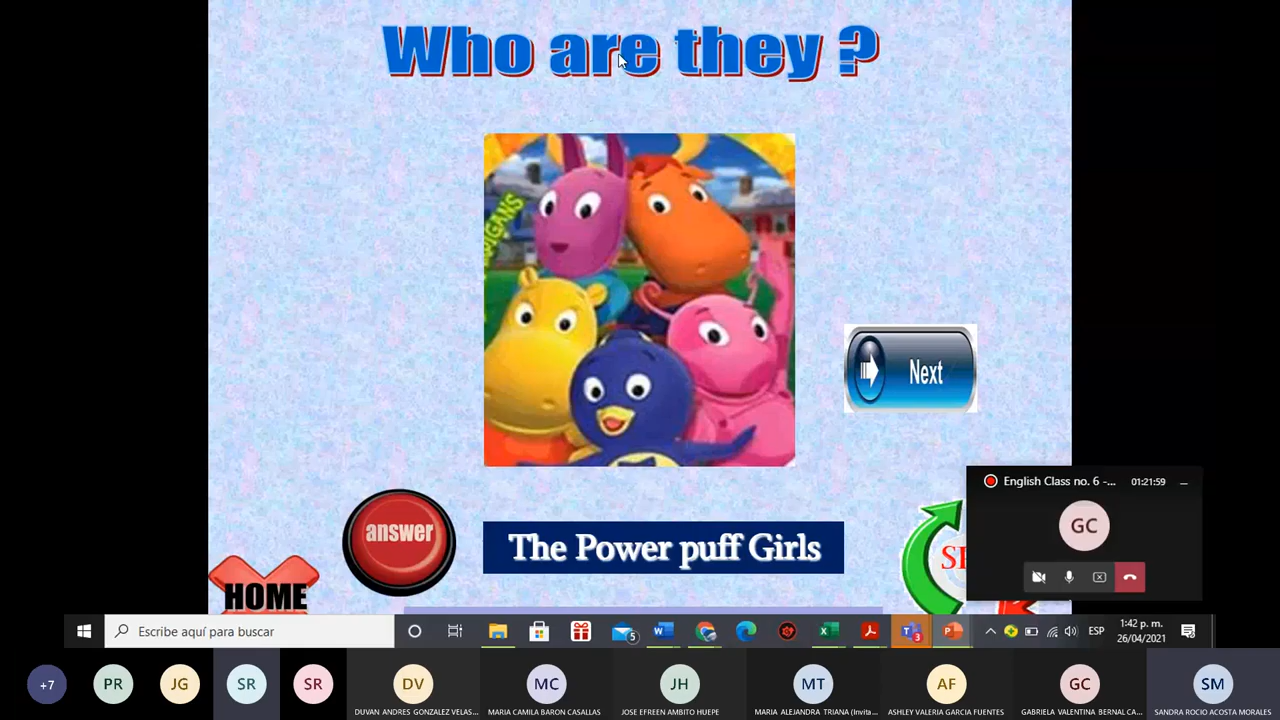 Who are they ?
Next
answer
The Power puff Girls
HOME
English Class no. 6 -...
01:21:59
GC
Escribe aquí para buscar
5
3
ESP
1:42 p. m.
26/04/2021
+7
PR
JG
SR
SR
DV
MC
JH
MT
AF
GC
SM
DUVAN ANDRES GONZALEZ VELAS...
MARIA CAMILA BARON CASALLAS
JOSE EFREEN AMBITO HUEPE
MARIA ALEJANDRA TRIANA (Invita...
ASHLEY VALERIA GARCIA FUENTES
GABRIELA VALENTINA BERNAL CA...
SANDRA ROCIO ACOSTA MORALES